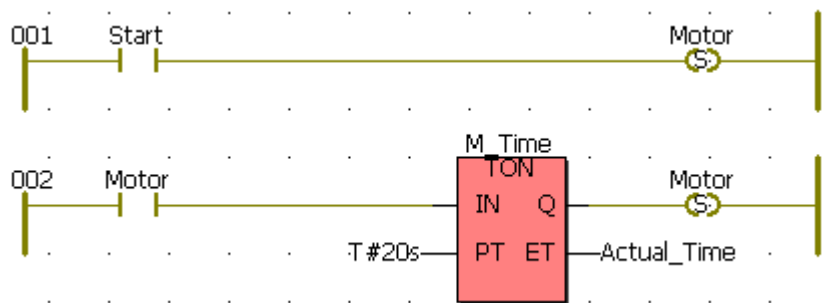 001 Start Motor
S
M_Time
TON
002 Motor Motor
IN Q S
T#20s PT ET Actual_Time